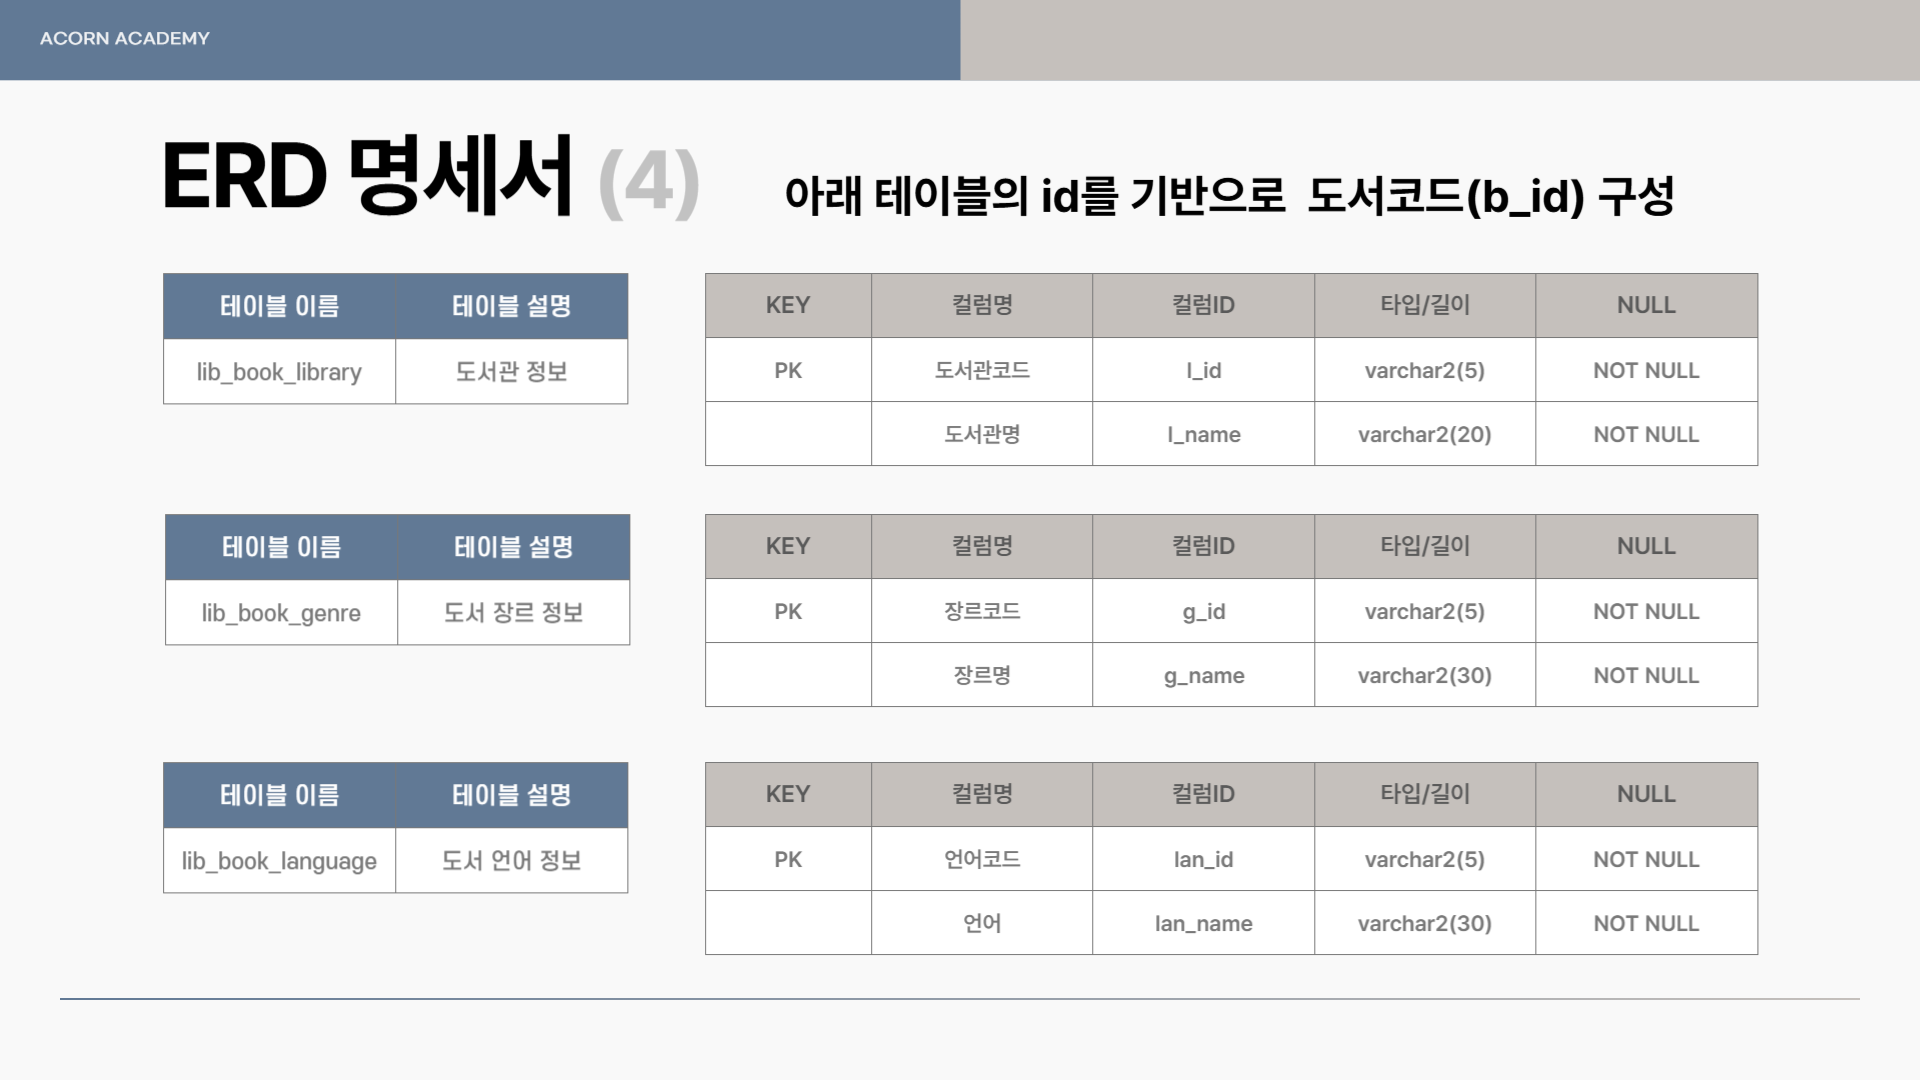 ACORN ACADEMY
ERD 명세서 (4)
아래 테이블의 id를 기반으로 도서코드(b_id) 구성
테이블 이름 테이블 설명
lib_book_library 도서관 정보
KEY 컬럼명 컬럼ID 타입/길이 NULL
PK 도서관코드 l_id varchar2(5) NOT NULL
도서관명 l_name varchar2(20) NOT NULL
테이블 이름 테이블 설명
lib_book_genre 도서 장르 정보
KEY 컬럼명 컬럼ID 타입/길이 NULL
PK 장르코드 g_id varchar2(5) NOT NULL
장르명 g_name varchar2(30) NOT NULL
테이블 이름 테이블 설명
lib_book_language 도서 언어 정보
KEY 컬럼명 컬럼ID 타입/길이 NULL
PK 언어코드 lan_id varchar2(5) NOT NULL
언어 lan_name varchar2(30) NOT NULL